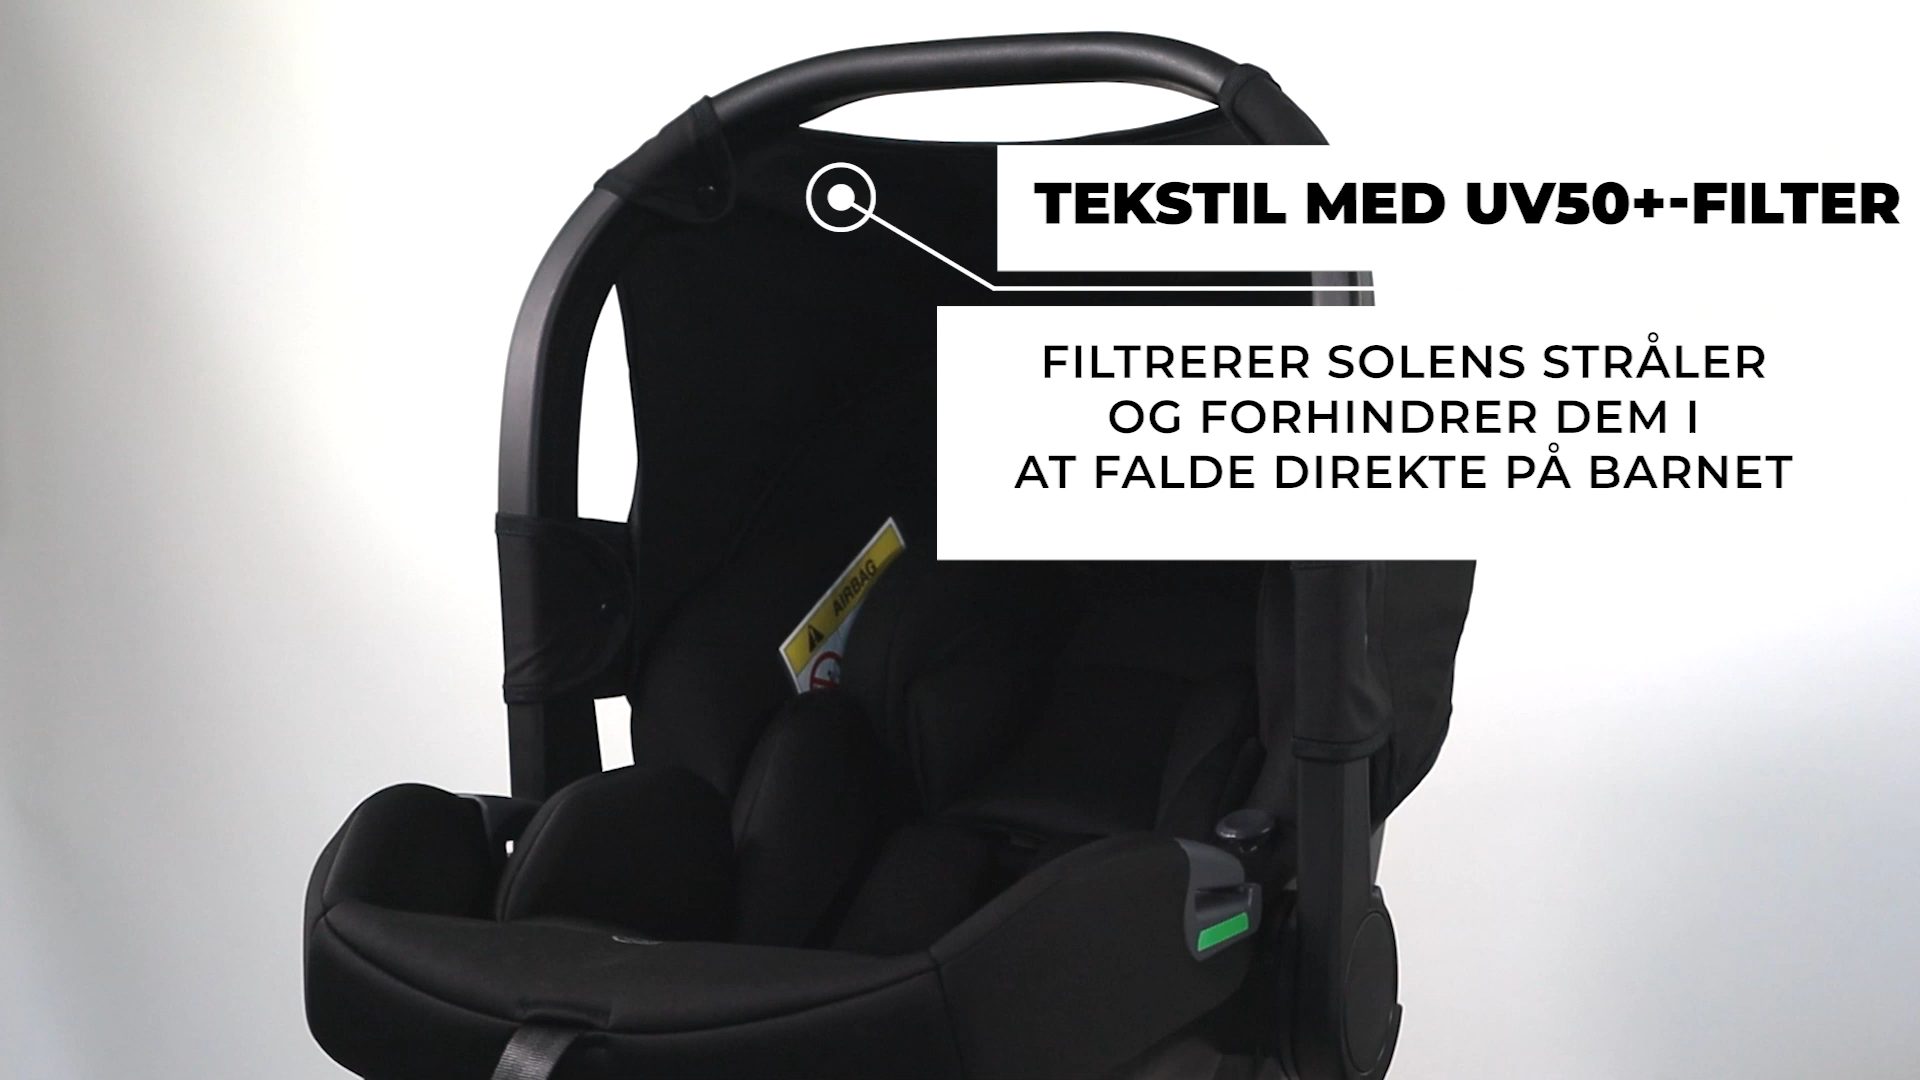 TEKSTIL MED UV50+-FILTER
FILTRERER SOLENS STRÅLER
OG FORHINDRER DEM I
AT FALDE DIREKTE PÅ BARNET
AIRBAG